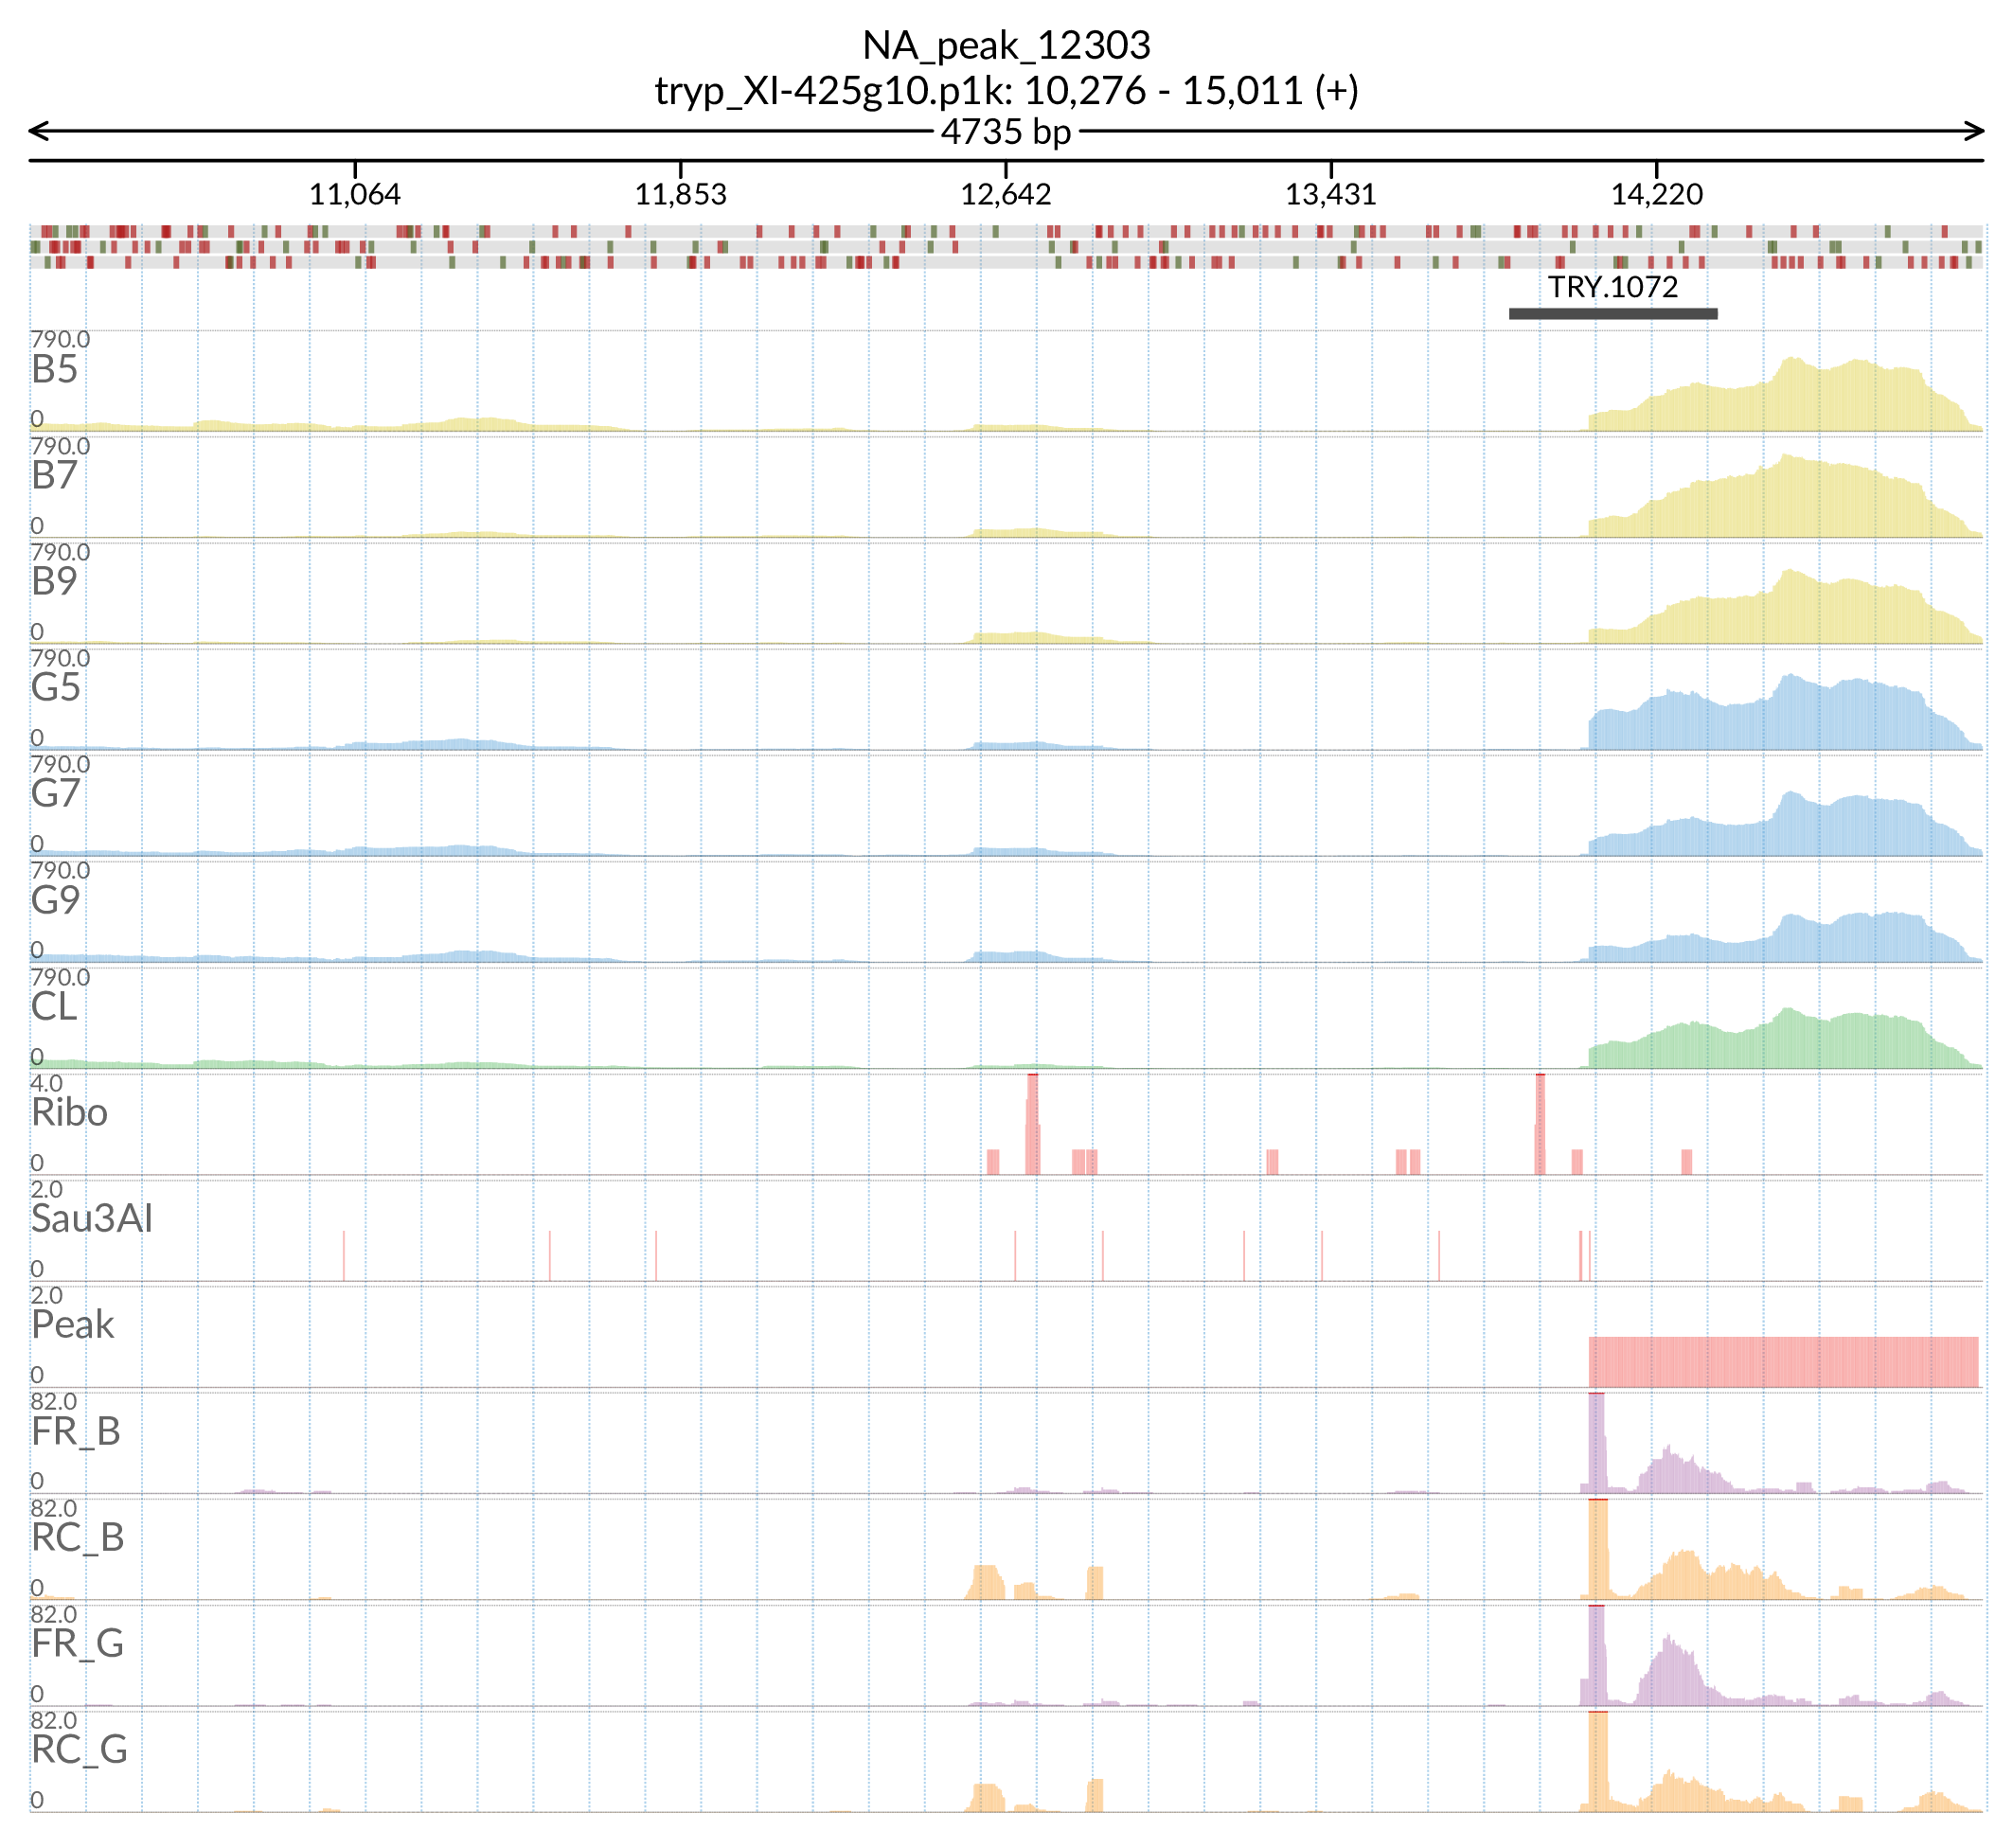 NA_peak_12303
tryp_XI-425g10.p1k: 10,276 - 15,011 (+)
4735 bp
11,064 11,853 12,642 13,431 14,220
TRY.1072
790.0
B5
0
790.0
B7
0
790.0
B9
0
790.0
G5
0
790.0
G7
0
790.0
G9
0
790.0
CL
0
4.0
Ribo
0
2.0
Sau3AI
0
2.0
Peak
0
82.0
FR_B
0
82.0
RC_B
0
82.0
FR_G
0
82.0
RC_G
0